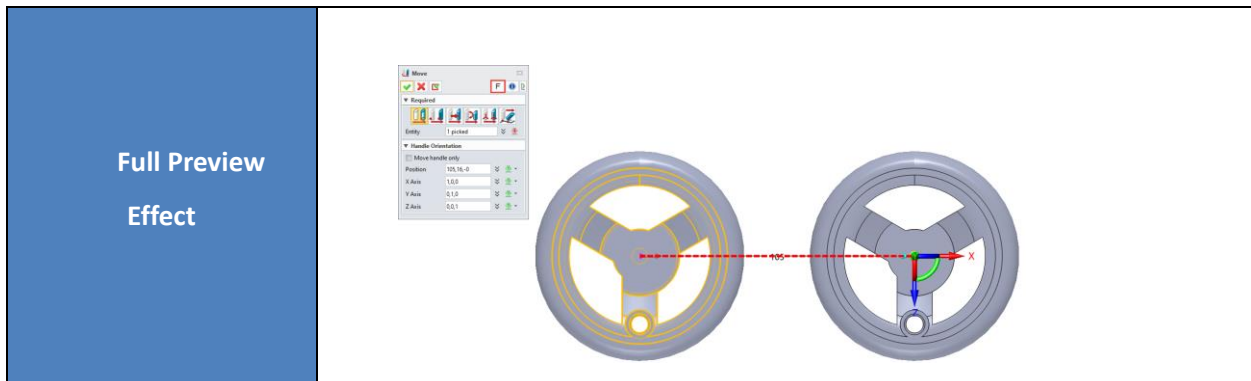 Full Preview
Effect
Move
F
Required
Entity
1 picked
Handle Orientation
Move handle only
Position
105,16,-0
X Axis
1,0,0
Y Axis
0,1,0
Z Axis
0,0,1
105
X
Z